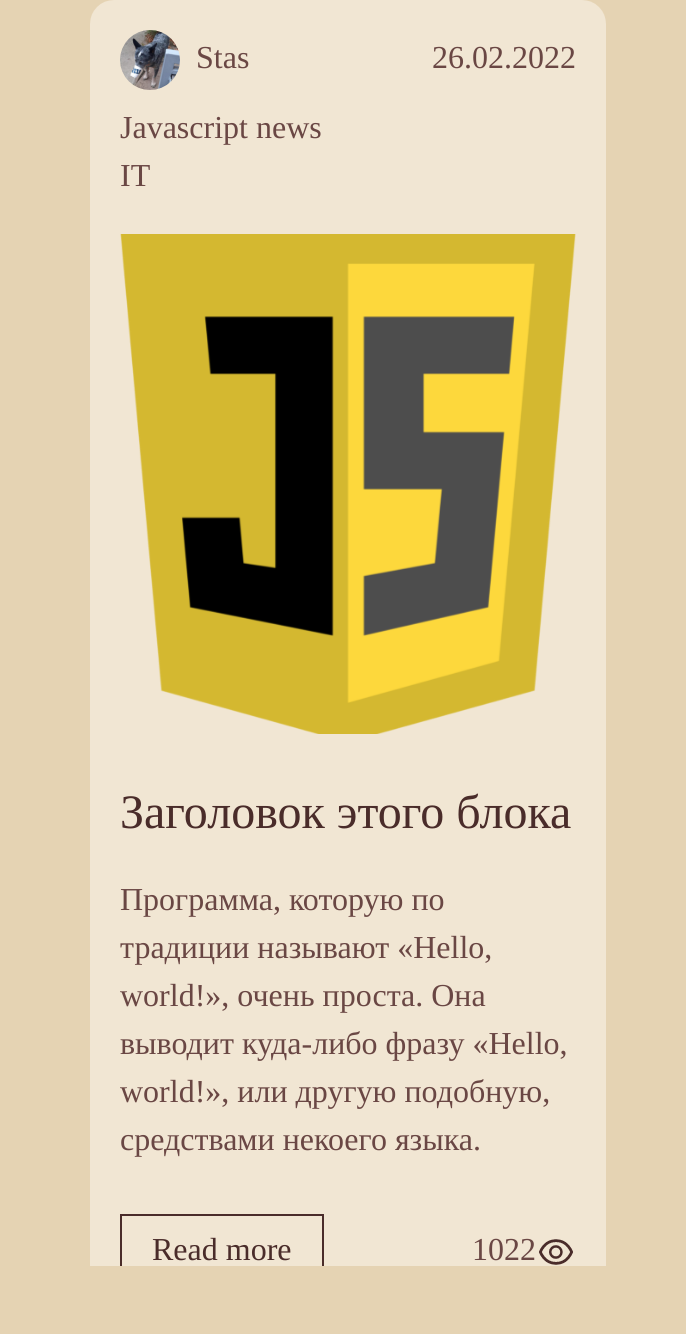 Stas 26.02.2022
Javascript news
IT
JS
Заголовок этого блока
Программа, которую по
традиции называют «Hello,
world!», очень проста. Она
выводит куда-либо фразу «Hello,
world!», или другую подобную,
средствами некоего языка.
Read more 1022